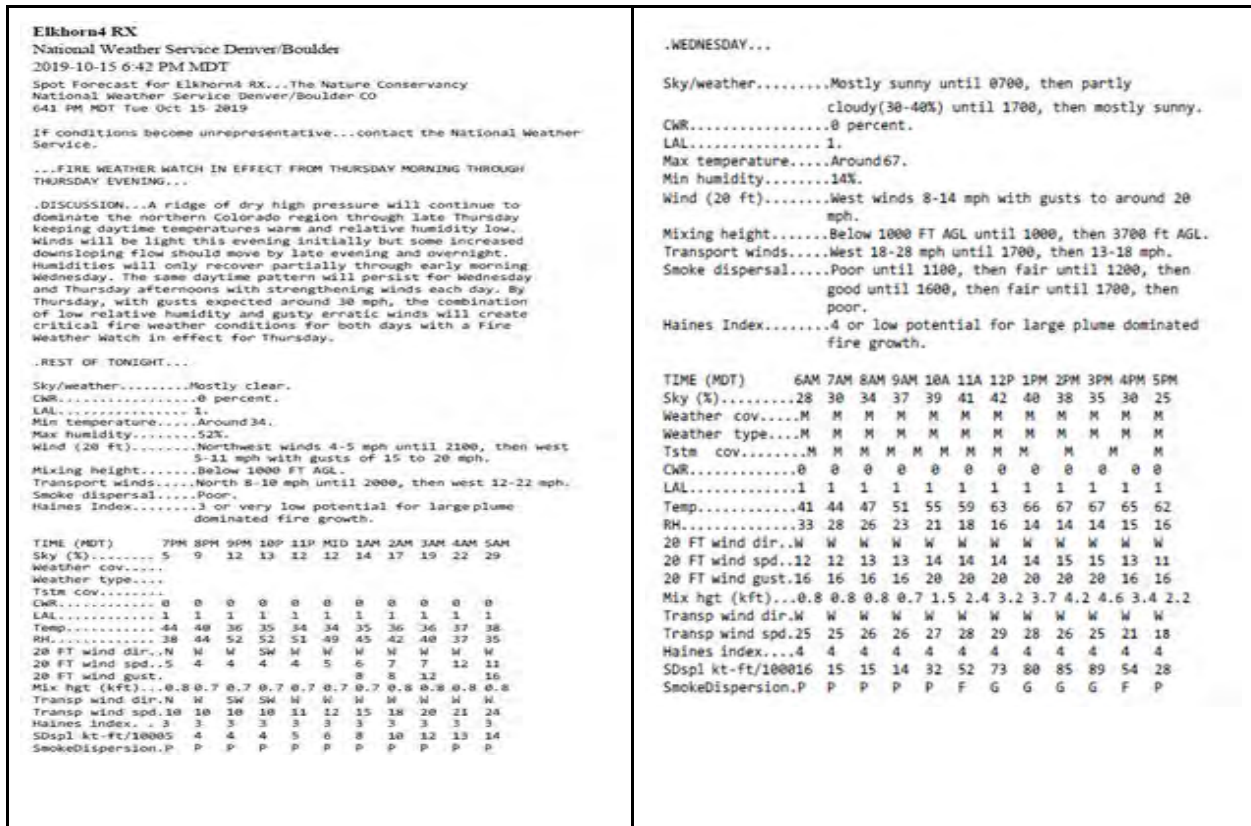 Elkhorn4 RX
National Weather Service Denver/Boulder
2019-10-15 6:42 PM MDT
Spot Forecast for Elkhorn4 RX...The Nature Conservancy
National Weather Service Denver/Boulder CO
641 PM MDT Tue Oct 15 2019
If conditions become unrepresentative...contact the National Weather
Service.
...FIRE WEATHER WATCH IN EFFECT FROM THURSDAY MORNING THROUGH
THURSDAY EVENING...
.DISCUSSION...A ridge of dry high pressure will continue to
dominate the northern Colorado region through late Thursday
keeping daytime temperatures warm and relative humidity low.
Winds will be light this evening initially but some increased
downsloping flow should move by late evening and overnight.
Humidities will only recover partially through early morning
Wednesday. The same daytime pattern will persist for Wednesday
and Thursday afternoons with strengthening winds each day. By
Thursday, with gusts expected around 30 mph, the combination
of low relative humidity and gusty erratic winds will create
critical fire weather conditions for both days with a Fire
Weather Watch in effect for Thursday.
.REST OF TONIGHT...
Sky/weather.........Mostly clear.
CWR.................0 percent.
LAL................ 1.
Min temperature.....Around 34.
Max humidity........52%.
Wind (20 ft)........Northwest winds 4-5 mph until 2100, then west
5-11 mph with gusts of 15 to 20 mph.
Mixing height.......Below 1000 FT AGL.
Transport winds.....North 8-10 mph until 2000, then west 12-22 mph.
Smoke dispersal.....Poor.
Haines Index........3 or very low potential for large plume
dominated fire growth.
TIME (MDT) 7PM 8PM 9PM 10P 11P MID 1AM 2AM 3AM 4AM 5AM
Sky (%)........ 5 9 12 13 12 12 14 17 19 22 29
Weather cov.....
Weather type....
Tstm cov........
CWR............ 0 0 0 0 0 0 0 0 0 0 0
LAL............ 1 1 1 1 1 1 1 1 1 1 1
Temp........... 44 40 36 35 34 34 35 36 36 37 38
RH............. 38 44 52 52 51 49 45 42 40 37 35
20 FT wind dir..N W W SW W W W W W W W
20 FT wind spd..5 4 4 4 4 5 6 7 7 12 11
20 FT wind gust. 8 8 12 16
Mix hgt (kft)...0.8 0.7 0.7 0.7 0.7 0.7 0.7 0.8 0.8 0.8 0.8
Transp wind dir.N W SW SW W W W W W W W
Transp wind spd.10 10 10 10 11 12 15 18 20 21 24
Haines index. . 3 3 3 3 3 3 3 3 3 3 3
SDspl kt-ft/10005 4 4 4 5 6 8 10 12 13 14
SmokeDispersion.P P P P P P P P P P P
.WEDNESDAY...
Sky/weather.........Mostly sunny until 0700, then partly
cloudy(30-40%) until 1700, then mostly sunny.
CWR.................0 percent.
LAL................ 1.
Max temperature.....Around 67.
Min humidity........14%.
Wind (20 ft)........West winds 8-14 mph with gusts to around 20
mph.
Mixing height.......Below 1000 FT AGL until 1000, then 3700 ft AGL.
Transport winds.....West 18-28 mph until 1700, then 13-18 mph.
Smoke dispersal.....Poor until 1100, then fair until 1200, then
good until 1600, then fair until 1700, then
poor.
Haines Index........4 or low potential for large plume dominated
fire growth.
TIME (MDT) 6AM 7AM 8AM 9AM 10A 11A 12P 1PM 2PM 3PM 4PM 5PM
Sky (%).........28 30 34 37 39 41 42 40 38 35 30 25
Weather cov.....M M M M M M M M M M M M
Weather type....M M M M M M M M M M M M
Tstm cov........M M M M M M M M M M M
CWR.............0 0 0 0 0 0 0 0 0 0 0 0
LAL.............1 1 1 1 1 1 1 1 1 1 1 1
Temp............41 44 47 51 55 59 63 66 67 67 65 62
RH..............33 28 26 23 21 18 16 14 14 14 15 16
20 FT wind dir..W W W W W W W W W W W W
20 FT wind spd..12 12 13 13 14 14 14 14 15 15 13 11
20 FT wind gust.16 16 16 16 20 20 20 20 20 20 16 16
Mix hgt (kft)...0.8 0.8 0.8 0.7 1.5 2.4 3.2 3.7 4.2 4.6 3.4 2.2
Transp wind dir.W W W W W W W W W W W W
Transp wind spd.25 25 26 26 27 28 29 28 26 25 21 18
Haines index....4 4 4 4 4 4 4 4 4 4 4 4
SDspl kt-ft/100016 15 15 14 32 52 73 80 85 89 54 28
SmokeDispersion.P P P P P F G G G G F P